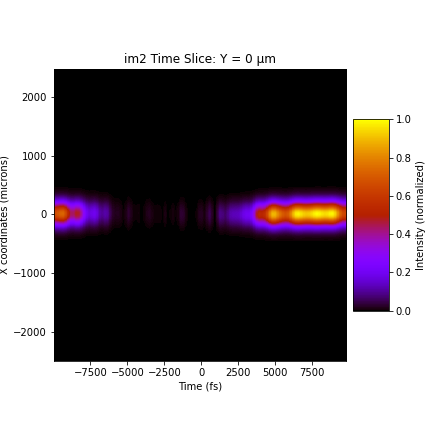 im2 Time Slice: Y = 0 μm
2000
1000
0
−1000
−2000
X coordinates (microns)
−7500 −5000 −2500 0 2500 5000 7500
Time (fs)
1.0
0.8
0.6
0.4
0.2
0.0
Intensity (normalized)